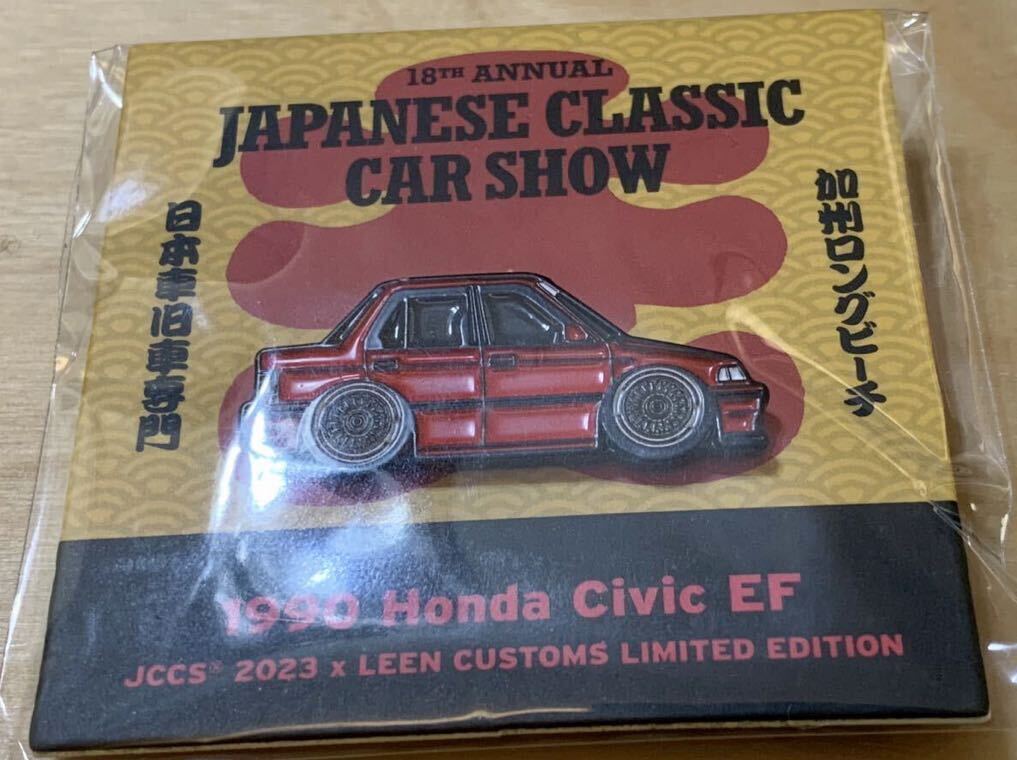 18TH ANNUAL
JAPANESE CLASSIC
CAR SHOW
日本車旧車専門
加州ロングビーチ
1990 Honda Civic EF
JCCS® 2023 x LEEN CUSTOMS LIMITED EDITION